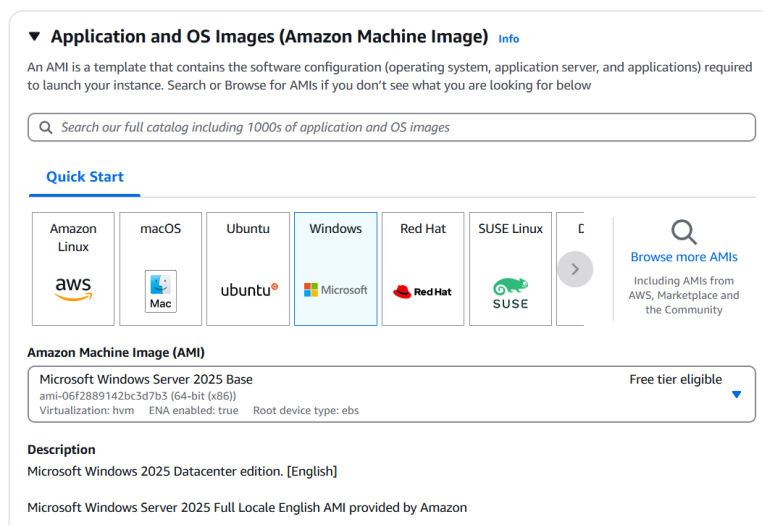 Application and OS Images (Amazon Machine Image) Info
An AMI is a template that contains the software configuration (operating system, application server, and applications) required
to launch your instance. Search or Browse for AMIs if you don't see what you are looking for below
Search our full catalog including 1000s of application and OS images
Quick Start
Amazon
Linux
aws
macOS
Mac
Ubuntu
ubuntu
Windows
Microsoft
Red Hat
Red Hat
SUSE Linux
SUSE
D
Browse more AMIs
Including AMIs from
AWS, Marketplace and
the Community
Amazon Machine Image (AMI)
Microsoft Windows Server 2025 Base
Free tier eligible
ami-06f2889142bc3d7b3 (64-bit (x86))
Virtualization: hvm ENA enabled: true Root device type: ebs
Description
Microsoft Windows 2025 Datacenter edition. [English]
Microsoft Windows Server 2025 Full Locale English AMI provided by Amazon